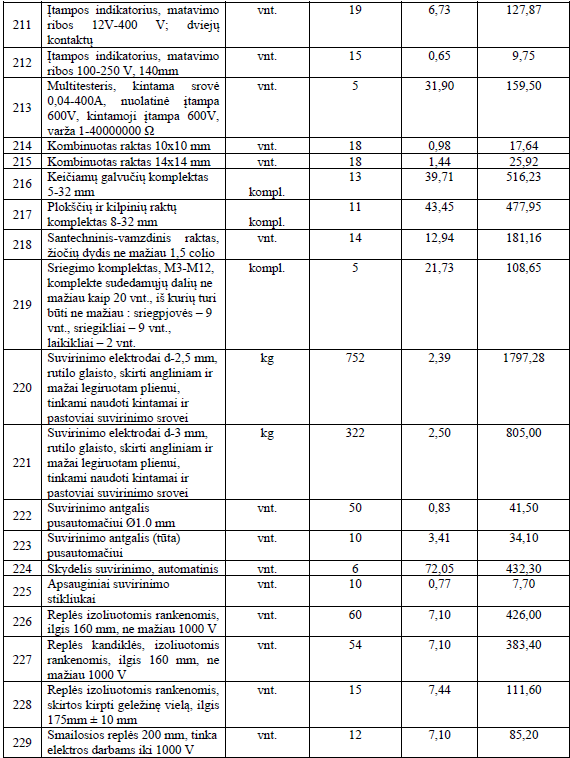 211 Įtampos indikatorius, matavimo vnt. 19 6,73 127,87
ribos 12V-400 V; dviejų
kontaktų
212 Įtampos indikatorius, matavimo vnt. 15 0,65 9,75
ribos 100-250 V, 140mm
213 Multitesteris, kintama srovė vnt. 5 31,90 159,50
0,04-400A, nuolatinė įtampa
600V, kintamoji įtampa 600V,
varža 1-40000000 Ω
214 Kombinuotas raktas 10x10 mm vnt. 18 0,98 17,64
215 Kombinuotas raktas 14x14 mm vnt. 18 1,44 25,92
216 Keičiamų galvučių komplektas 13 39,71 516,23
5-32 mm kompl.
217 Plokščių ir kilpinių raktų 11 43,45 477,95
komplektas 8-32 mm kompl.
218 Santechninis-vamzdinis raktas, vnt. 14 12,94 181,16
žiočių dydis ne mažiau 1,5 colio
219 Sriegimo komplektas, M3-M12, kompl. 5 21,73 108,65
komplekte sudedamųjų dalių ne
mažiau kaip 20 vnt., iš kurių turi
būti ne mažiau : sriegpjovės – 9
vnt., sriegikliai – 9 vnt.,
laikikliai – 2 vnt.
220 Suvirinimo elektrodai d-2,5 mm, kg 752 2,39 1797,28
rutilo glaisto, skirti angliniam ir
mažai legiruotam plienui,
tinkami naudoti kintamai ir
pastoviai suvirinimo srovei
221 Suvirinimo elektrodai d-3 mm, kg 322 2,50 805,00
rutilo glaisto, skirti angliniam ir
mažai legiruotam plienui,
tinkami naudoti kintamai ir
pastoviai suvirinimo srovei
222 Suvirinimo antgalis vnt. 50 0,83 41,50
pusautomačiui Ø1.0 mm
223 Suvirinimo antgalis (tūta) vnt. 10 3,41 34,10
pusautomačiui
224 Skydelis suvirinimo, automatinis vnt. 6 72,05 432,30
225 Apsauginiai suvirinimo vnt. 10 0,77 7,70
stikliukai
226 Replės izoliuotomis rankenomis, vnt. 60 7,10 426,00
ilgis 160 mm, ne mažiau 1000 V
227 Replės kandiklės, izoliuotomis vnt. 54 7,10 383,40
rankenomis, ilgis 160 mm, ne
mažiau 1000 V
228 Replės izoliuotomis rankenomis, vnt. 15 7,44 111,60
skirtos kirpti geležinę vielą, ilgis
175mm ± 10 mm
229 Smailosios replė 200 mm, tinka vnt. 12 7,10 85,20
elektros darbams iki 1000 V